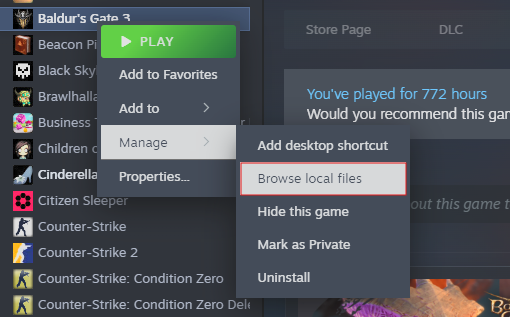 Baldur's Gate 3
Store Page
DLC
PLAY
Beacon Pi
Add to Favorites
Black Sky
You've played for 772 hours
Brawlhalla
Add to
Would you recommend this gam
Business T
Manage
Children o
Add desktop shortcut
Cinderella
Properties...
Browse local files
Citizen Sleeper
Hide this game
out this game t
Counter-Strike
Mark as Private
Counter-Strike 2
Uninstall
Counter-Strike: Condition Zero
Counter-Strike: Condition Zero Dele